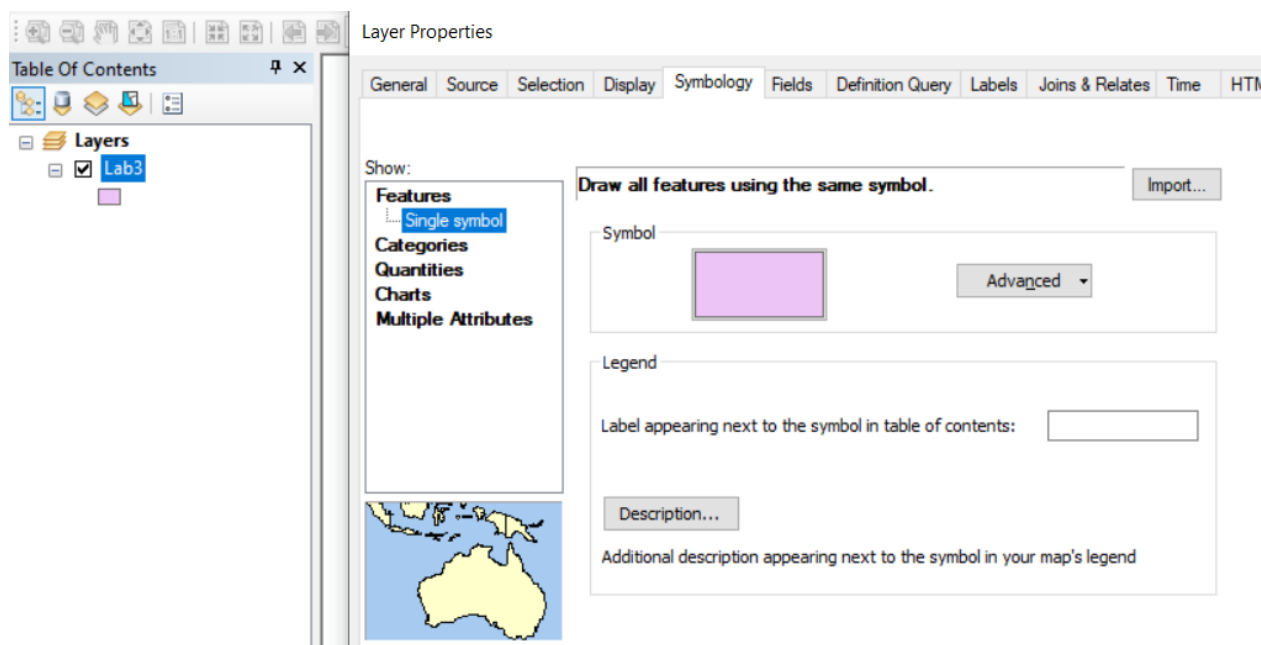 Layer Properties
Table Of Contents
General Source Selection Display Symbology Fields Definition Query Labels Joins & Relates Time HTM
Layers
Lab3
Show:
Features
Single symbol
Categories
Quantities
Charts
Multiple Attributes
Draw all features using the same symbol.
Import...
Symbol
Advanced
Legend
Label appearing next to the symbol in table of contents:
Description...
Additional description appearing next to the symbol in your map's legend